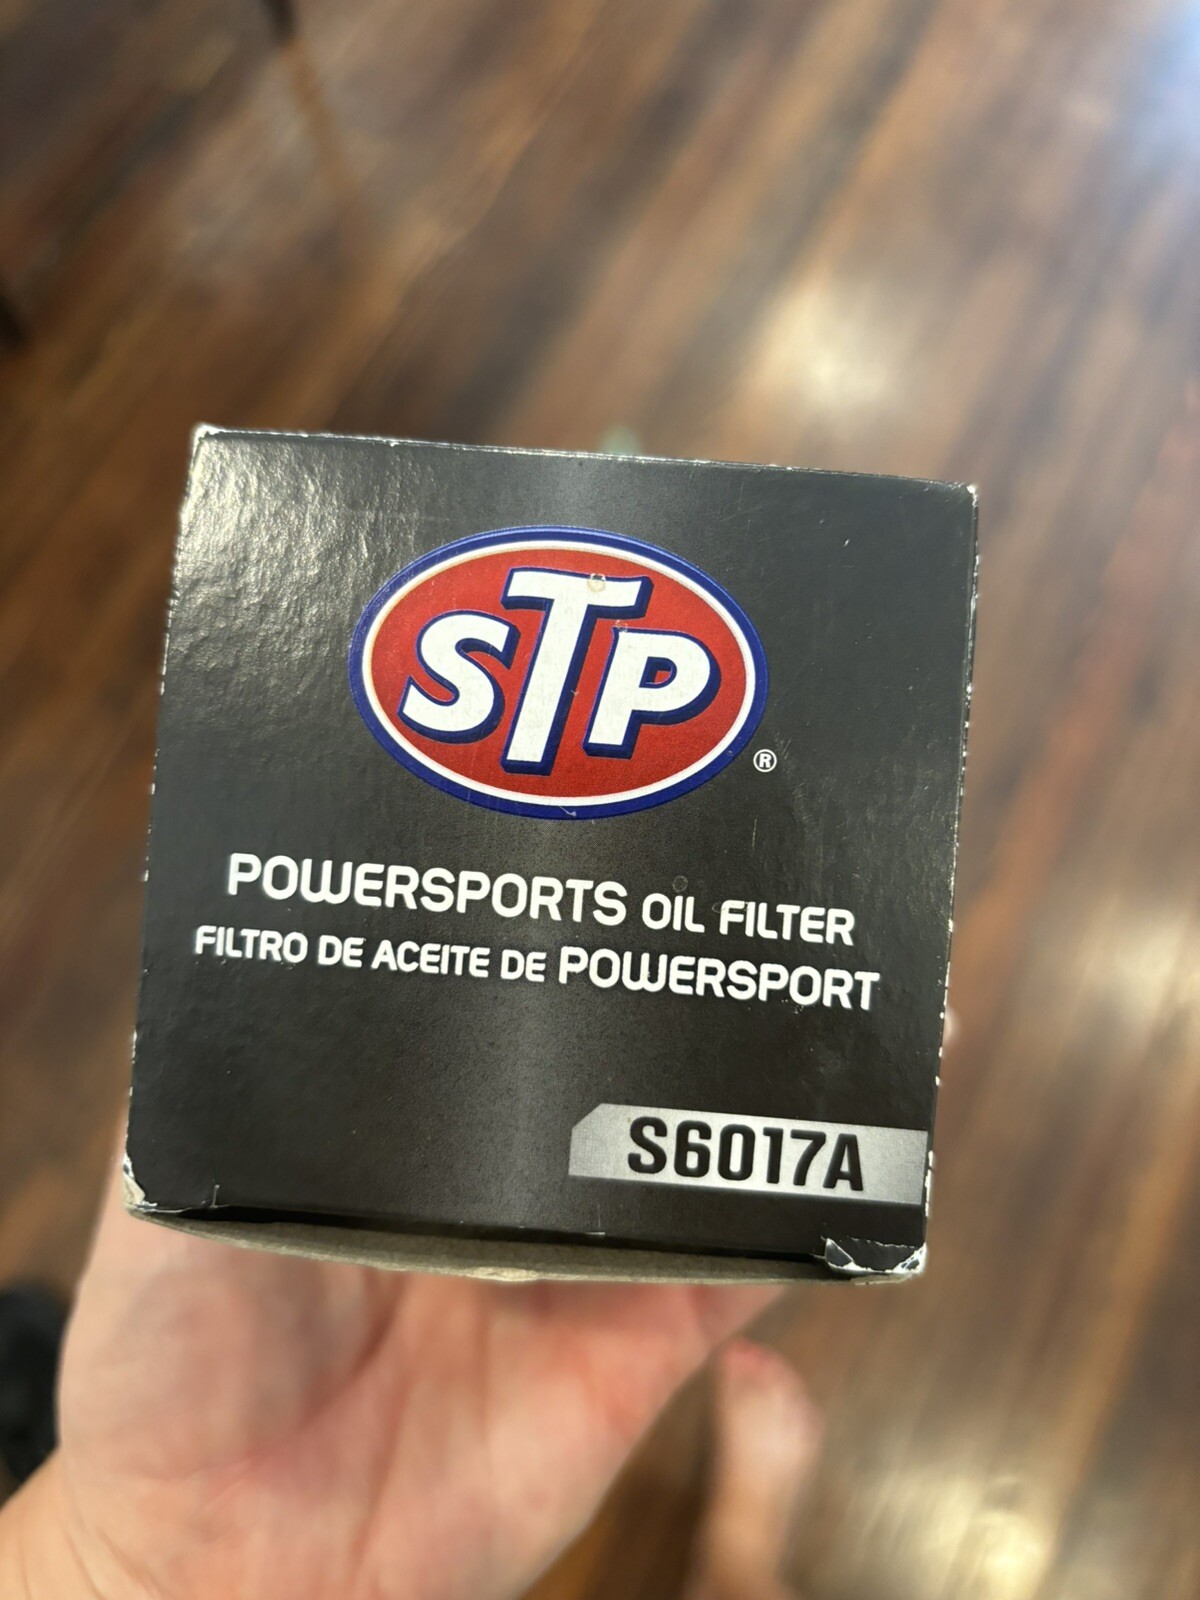 STP
®
POWERSPORTS OIL FILTER
FILTRO DE ACEITE DE POWERSPORT
S6017A